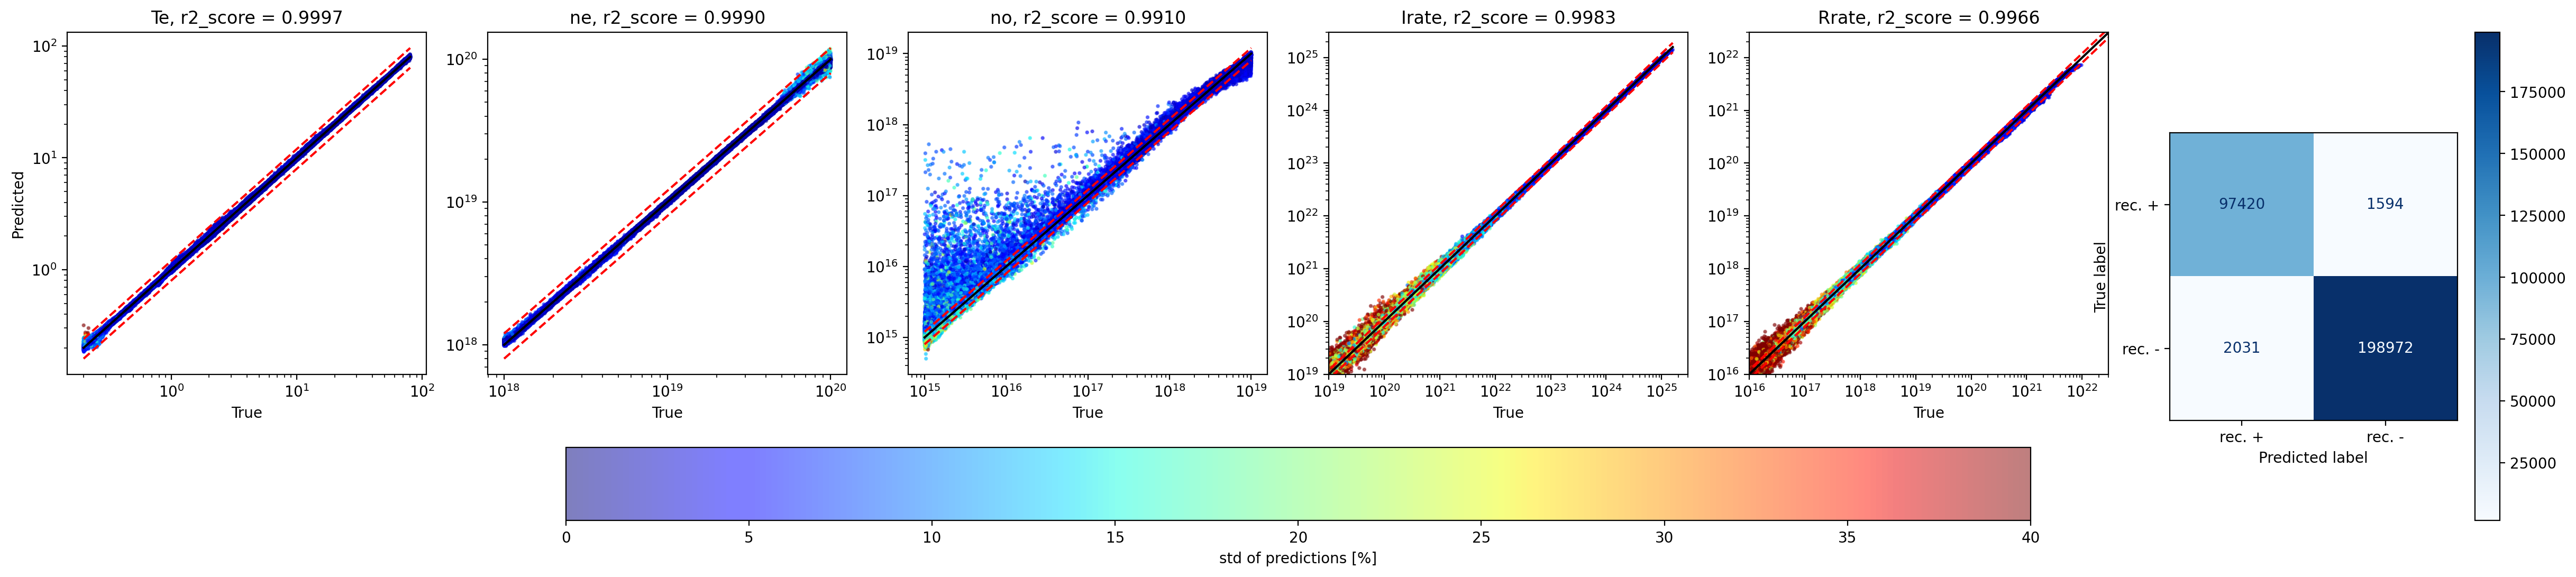 Te, r2_score = 0.9997
ne, r2_score = 0.9990
no, r2_score = 0.9910
Irate, r2_score = 0.9983
Rrate, r2_score = 0.9966
Predicted
10²
10¹
10⁰
10⁰ 10¹ 10²
True
10²⁰
10¹⁹
10¹⁸
10¹⁸ 10¹⁹ 10²⁰
True
10¹⁹
10¹⁸
10¹⁷
10¹⁶
10¹⁵
10¹⁵ 10¹⁶ 10¹⁷ 10¹⁸ 10¹⁹
True
10²⁵
10²⁴
10²³
10²²
10²¹
10²⁰
10¹⁹
10¹⁹ 10²⁰ 10²¹ 10²² 10²³ 10²⁴ 10²⁵
True
10²²
10²¹
10²⁰
10¹⁹
10¹⁸
10¹⁷
10¹⁶
10¹⁶ 10¹⁷ 10¹⁸ 10¹⁹ 10²⁰ 10²¹ 10²²
True
True label
rec. + 97420 1594
rec. - 2031 198972
rec. + rec. -
Predicted label
175000
150000
125000
100000
75000
50000
25000
0 5 10 15 20 25 30 35 40
std of predictions [%]